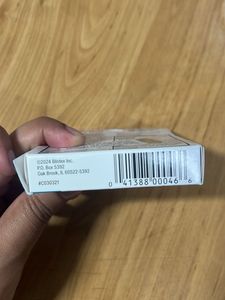 ©2024 Blistex Inc.
P.O. Box 5392
Oak Brook, IL 60522-5392
#C030321
0 41388 00046 6